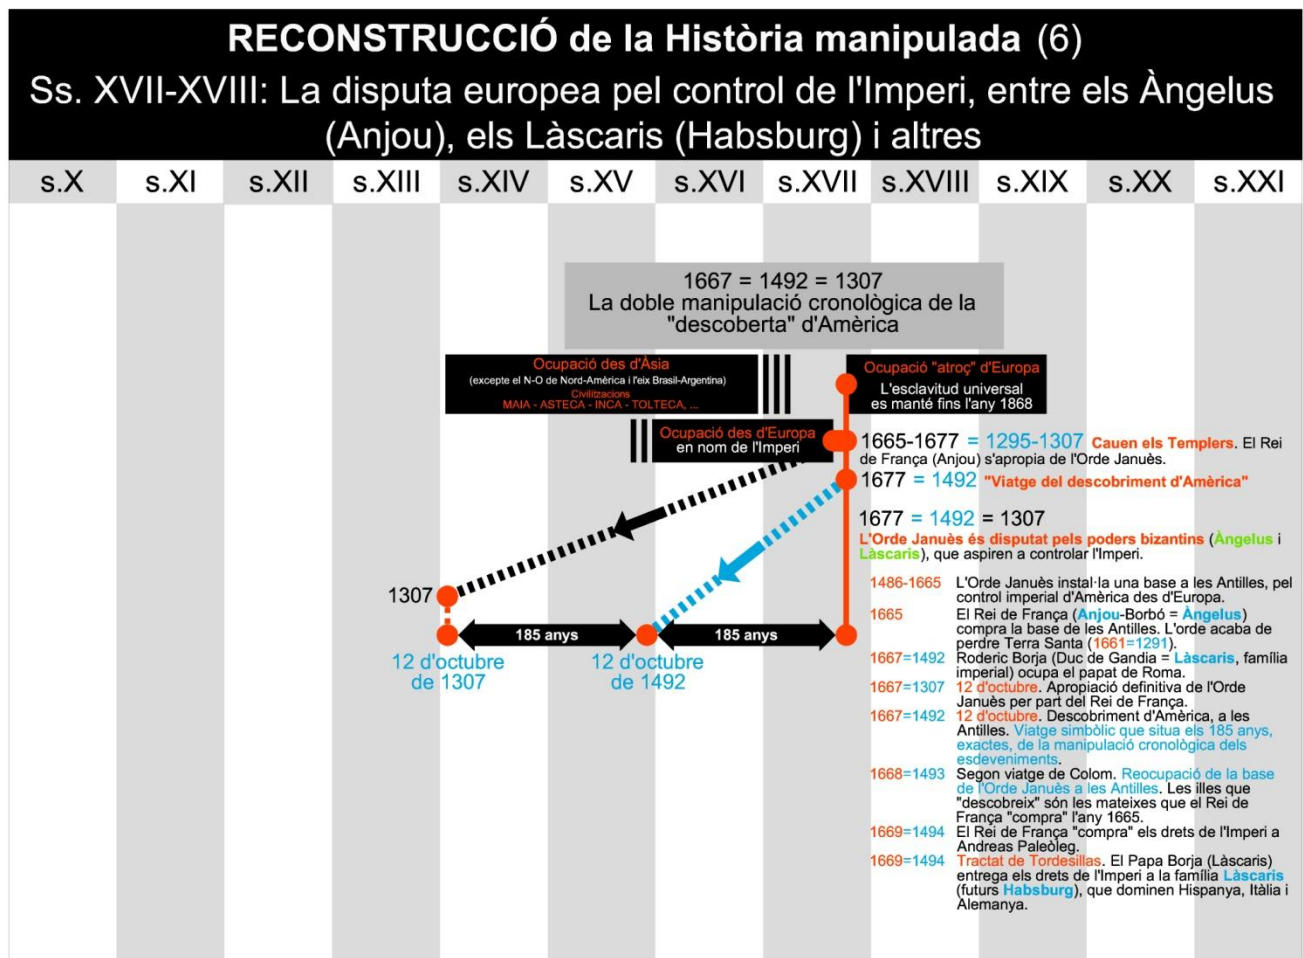 RECONSTRUCCIÓ de la Història manipulada (6)
Ss. XVII-XVIII: La disputa europea pel control de l'Imperi, entre els Àngelus
(Anjou), els Làscaris (Habsburg) i altres
s.X s.XI s.XII s.XIII s.XIV s.XV s.XVI s.XVII s.XVIII s.XIX s.XX s.XXI
1667 = 1492 = 1307
La doble manipulació cronològica de la
"descoberta" d'Amèrica
Ocupació des d'Àsia
(excepte el N-O de Nord-Amèrica i l'eix Brasil-Argentina)
Civilitzacions
MAIA - ASTECA - INCA - TOLTECA, ...
Ocupació "atroç" d'Europa
L'esclavitud universal
es manté fins l'any 1868
Ocupació des d'Europa
en nom de l'Imperi
1665-1677 = 1295-1307 Cauen els Templers. El Rei
de França (Anjou) s'apropia de l'Orde Januès.
1677 = 1492 "Viatge del descobriment d'Amèrica"
1677 = 1492 = 1307
L'Orde Januès és disputat pels poders bizantins (Àngelus i
Làscaris), que aspiren a controlar l'Imperi.
1307
185 anys
185 anys
12 d'octubre
de 1307
12 d'octubre
de 1492
1486-1665 L'Orde Januès instal·la una base a les Antilles, pel
control imperial d'Amèrica des d'Europa.
1665 El Rei de França (Anjou-Borbó = Àngelus)
compra la base de les Antilles. L'orde acaba de
perdre Terra Santa (1661=1291).
1667=1492 Roderic Borja (Duc de Gandia = Làscaris, família
imperial) ocupa el papat de Roma.
1667=1307 12 d'octubre. Apropiació definitiva de l'Orde
Januès per part del Rei de França.
1667=1492 12 d'octubre. Descobriment d'Amèrica, a les
Antilles. Viatge simbòlic que situa els 185 anys,
exactes, de la manipulació cronològica dels
esdeveniments.
1668=1493 Segon viatge de Colom. Reocupació de la base
de l'Orde Januès a les Antilles. Les illes que
"descobreix" són les mateixes que el Rei de
França "compra" l'any 1665.
1669=1494 El Rei de França "compra" els drets de l'Imperi a
Andreas Paleòleg.
1669=1494 Tractat de Tordesillas. El Papa Borja (Làscaris)
entrega els drets de l'Imperi a la família Làscaris
(futurs Habsburg), que dominen Hispanya, Itàlia i
Alemanya.